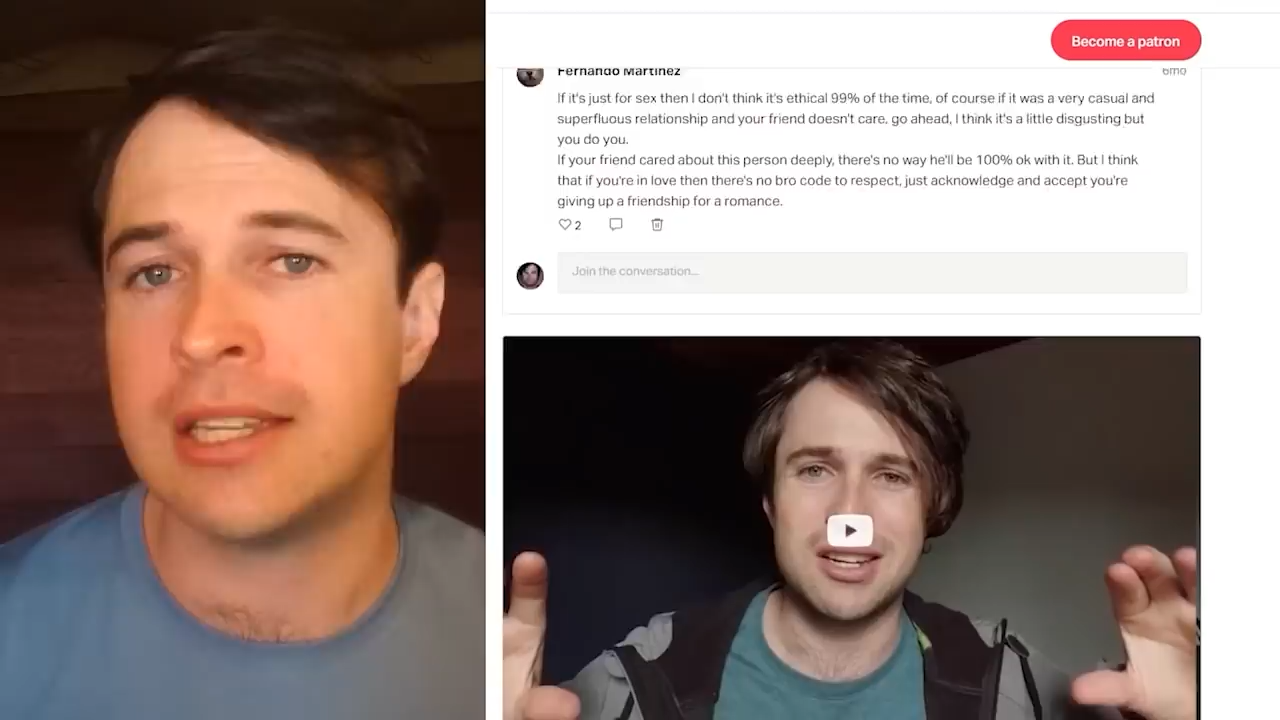 Become a patron
Fernando Martinez
6mo
If it's just for sex then I don't think it's ethical 99% of the time, of course if it was a very casual and
superfluous relationship and your friend doesn't care, go ahead, I think it's a little disgusting but
you do you.
If your friend cared about this person deeply, there's no way he'll be 100% ok with it. But I think
that if you're in love then there's no bro code to respect, just acknowledge and accept you're
giving up a friendship for a romance.
2
Join the conversation...